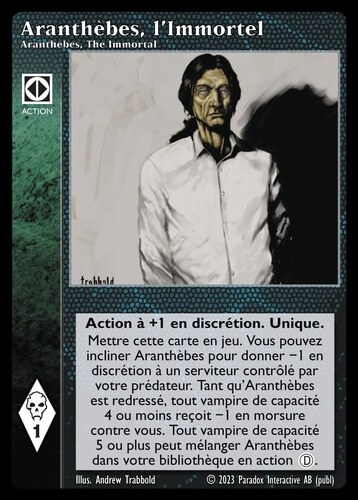 Aranthèbes, l'Immortel
Aranthebes, The Immortal
ACTION
trabbold
Action à +1 en discrétion. Unique.
Mettre cette carte en jeu. Vous pouvez
incliner Aranthèbes pour donner −1 en
discrétion à un serviteur contrôlé par
votre prédateur. Tant qu'Aranthèbes
est redressé, tout vampire de capacité
4 ou moins reçoit −1 en morsure
contre vous. Tout vampire de capacité
5 ou plus peut mélanger Aranthèbes
dans votre bibliothèque en action Ⓓ.
1
Illus. Andrew Trabbold
© 2023 Paradox Interactive AB (publ)